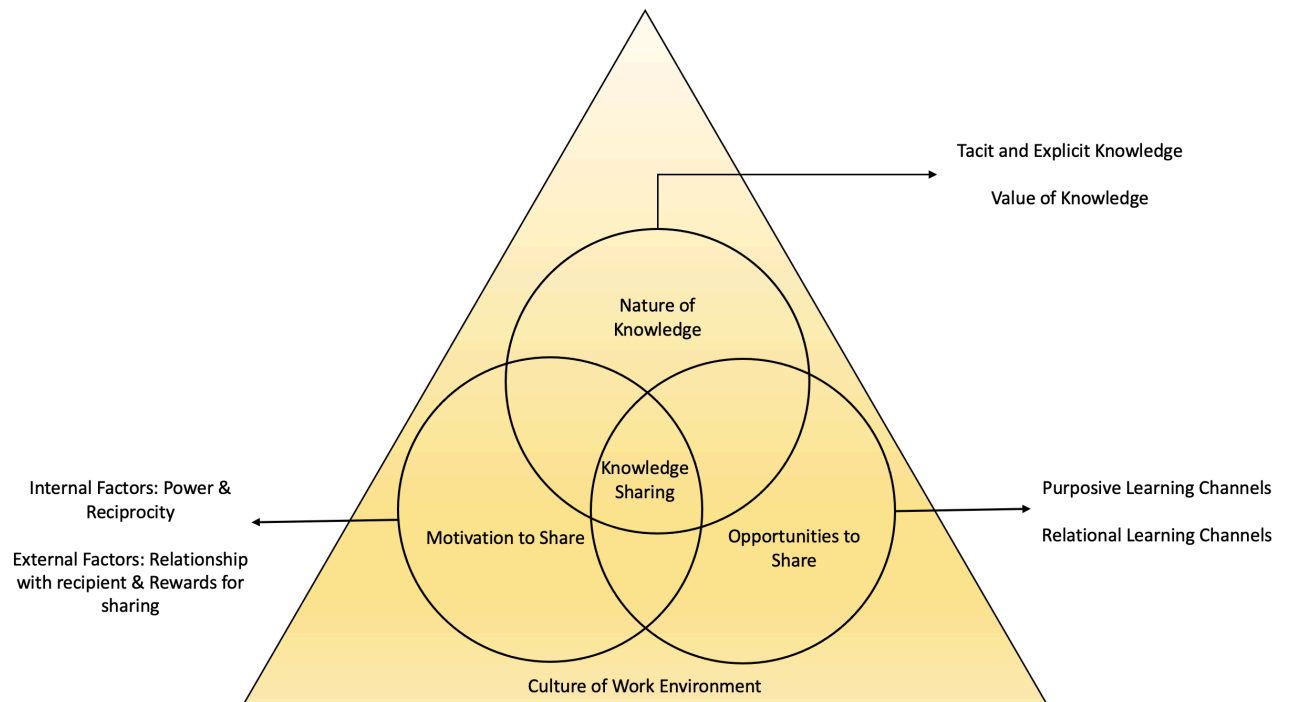 Tacit and Explicit Knowledge
Value of Knowledge
Nature of
Knowledge
Knowledge
Sharing
Internal Factors: Power &
Reciprocity
External Factors: Relationship
with recipient & Rewards for
sharing
Motivation to Share
Opportunities to
Share
Purposive Learning Channels
Relational Learning Channels
Culture of Work Environment